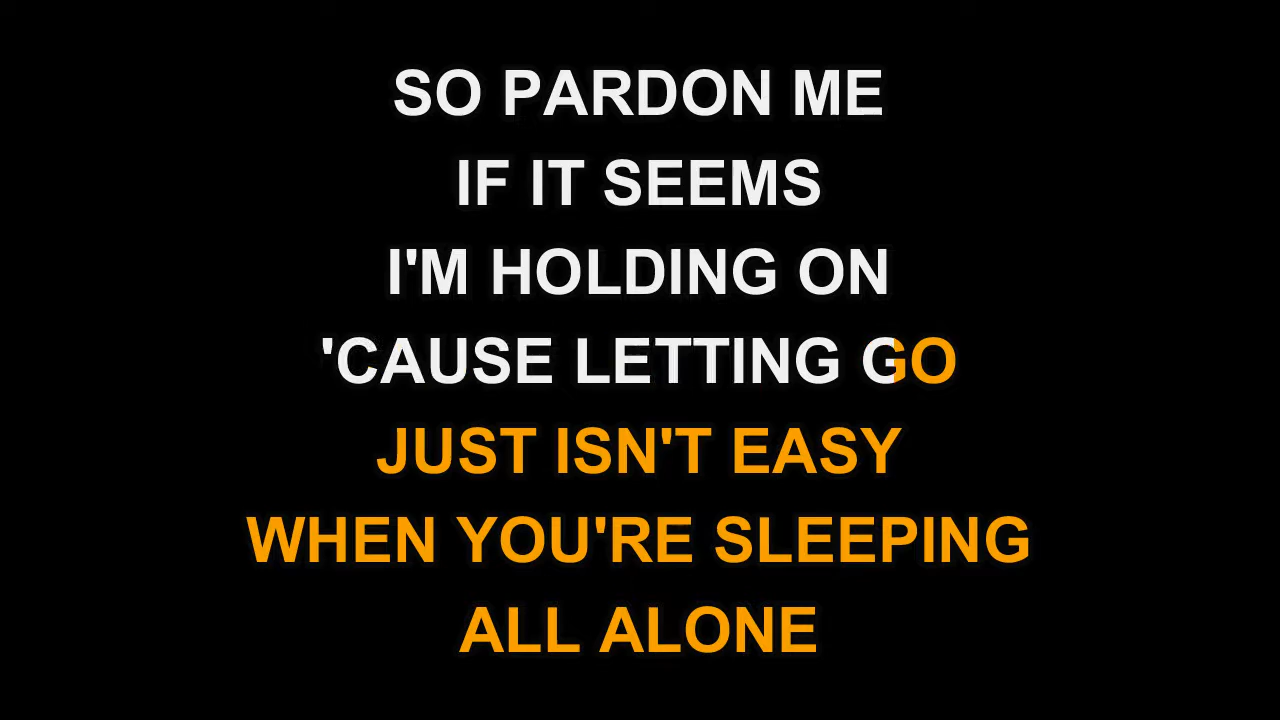 SO PARDON ME
IF IT SEEMS
I'M HOLDING ON
'CAUSE LETTING GO
JUST ISN'T EASY
WHEN YOU'RE SLEEPING
ALL ALONE